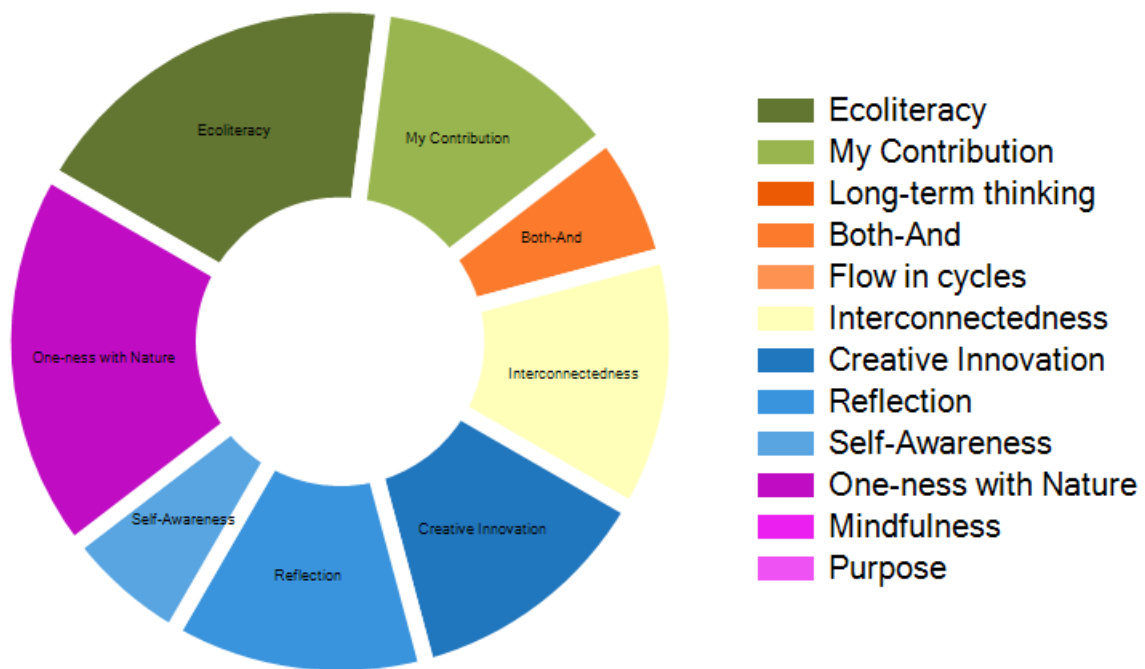 Ecoliteracy
My Contribution
Both-And
Interconnectedness
Creative Innovation
Reflection
Self-Awareness
One-ness with Nature
Ecoliteracy
My Contribution
Long-term thinking
Both-And
Flow in cycles
Interconnectedness
Creative Innovation
Reflection
Self-Awareness
One-ness with Nature
Mindfulness
Purpose